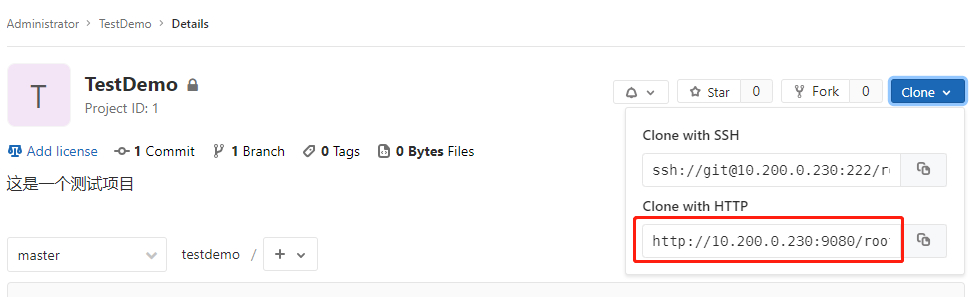 Administrator > TestDemo > Details
T
TestDemo
Project ID: 1
Star 0
Fork 0
Clone
Clone with SSH
ssh://git@10.200.0.230:222/r
Add license
1 Commit
1 Branch
0 Tags
0 Bytes Files
这是一个测试项目
Clone with HTTP
http://10.200.0.230:9080/roo
master
testdemo / +